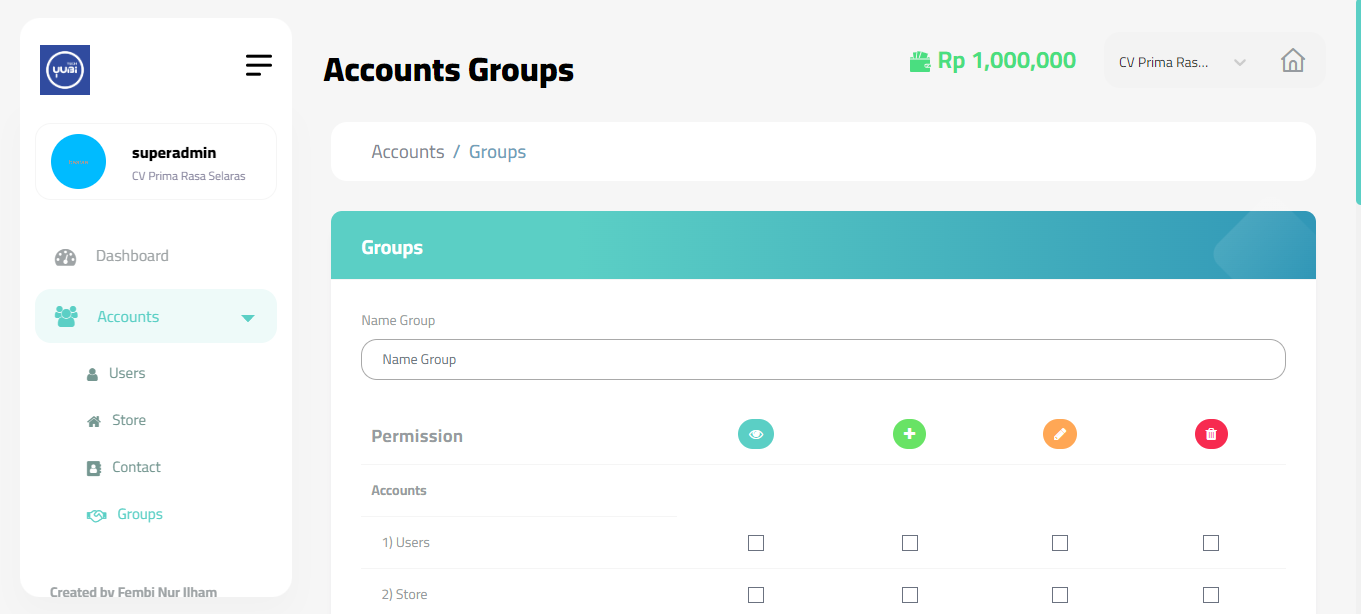 YUBI
superadmin
CV Prima Rasa Selaras
Dashboard
Accounts
Users
Store
Contact
Groups
Created by Fembi Nur Ilham
Accounts Groups
Rp 1,000,000
CV Prima Ras...
Accounts / Groups
Groups
Name Group
Name Group
Permission
Accounts
1) Users
2) Store